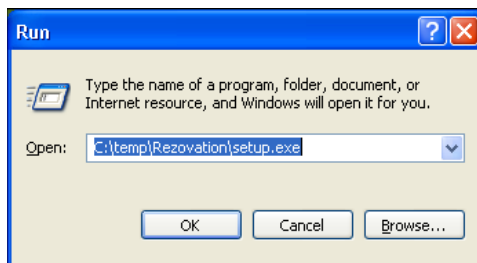 Run
Type the name of a program, folder, document, or
Internet resource, and Windows will open it for you.
Open: C:\temp\Rezovation\setup.exe
OK Cancel Browse...